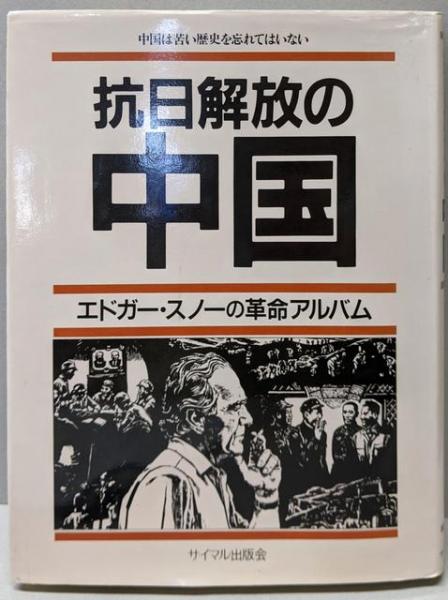 中国は苦い歴史を忘れてはいない
抗日解放の
中国
エドガー・スノーの革命アルバム
サイマル出版会